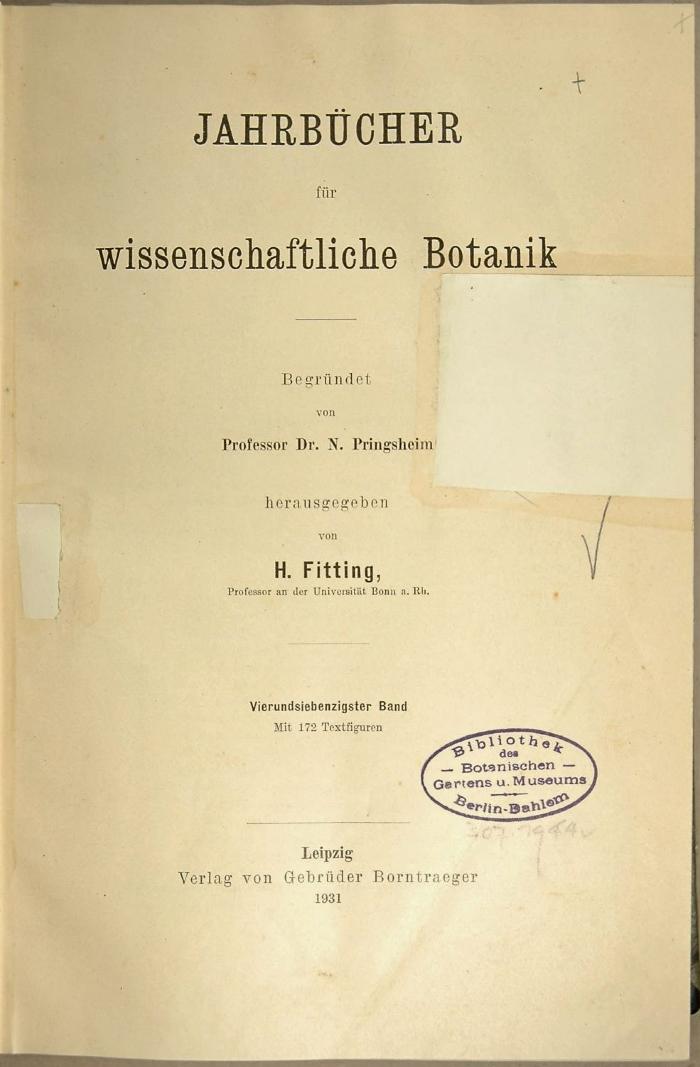 JAHRBÜCHER
für
wissenschaftliche Botanik
Begründet
von
Professor Dr. N. Pringsheim
herausgegeben
von
H. Fitting,
Professor an der Universität Bonn a. Rh.
Vierundsiebenzigster Band
Mit 172 Textfiguren
Bibliothek
des
— Botanischen —
Gartens u. Museums
Berlin-Dahlem
Leipzig
Verlag von Gebrüder Borntraeger
1931